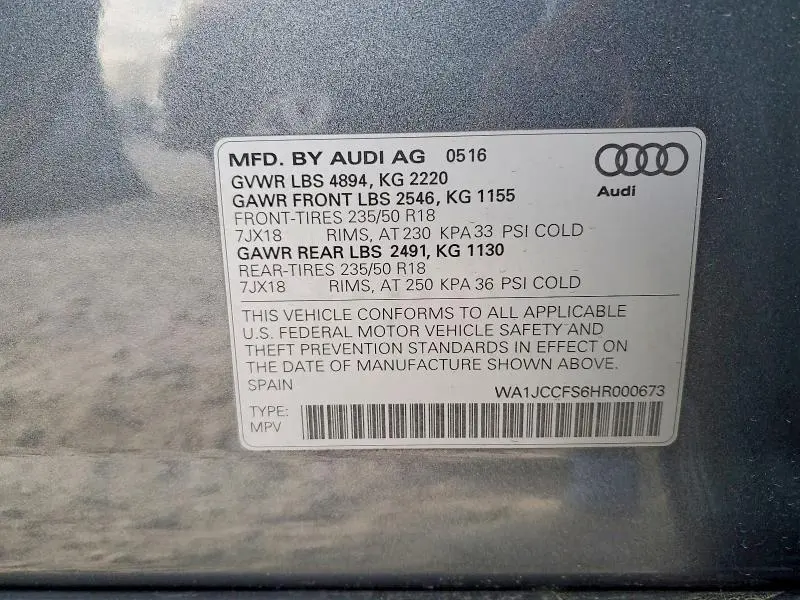 MFD. BY AUDI AG 0516
Audi
GVWR LBS 4894, KG 2220
GAWR FRONT LBS 2546, KG 1155
FRONT-TIRES 235/50 R18
7JX18 RIMS, AT 230 KPA 33 PSI COLD
GAWR REAR LBS 2491, KG 1130
REAR-TIRES 235/50 R18
7JX18 RIMS, AT 250 KPA 36 PSI COLD
THIS VEHICLE CONFORMS TO ALL APPLICABLE
U.S. FEDERAL MOTOR VEHICLE SAFETY AND
THEFT PREVENTION STANDARDS IN EFFECT ON
THE DATE OF MANUFACTURE SHOWN ABOVE.
SPAIN
WA1JCCFS6HR000673
TYPE:
MPV